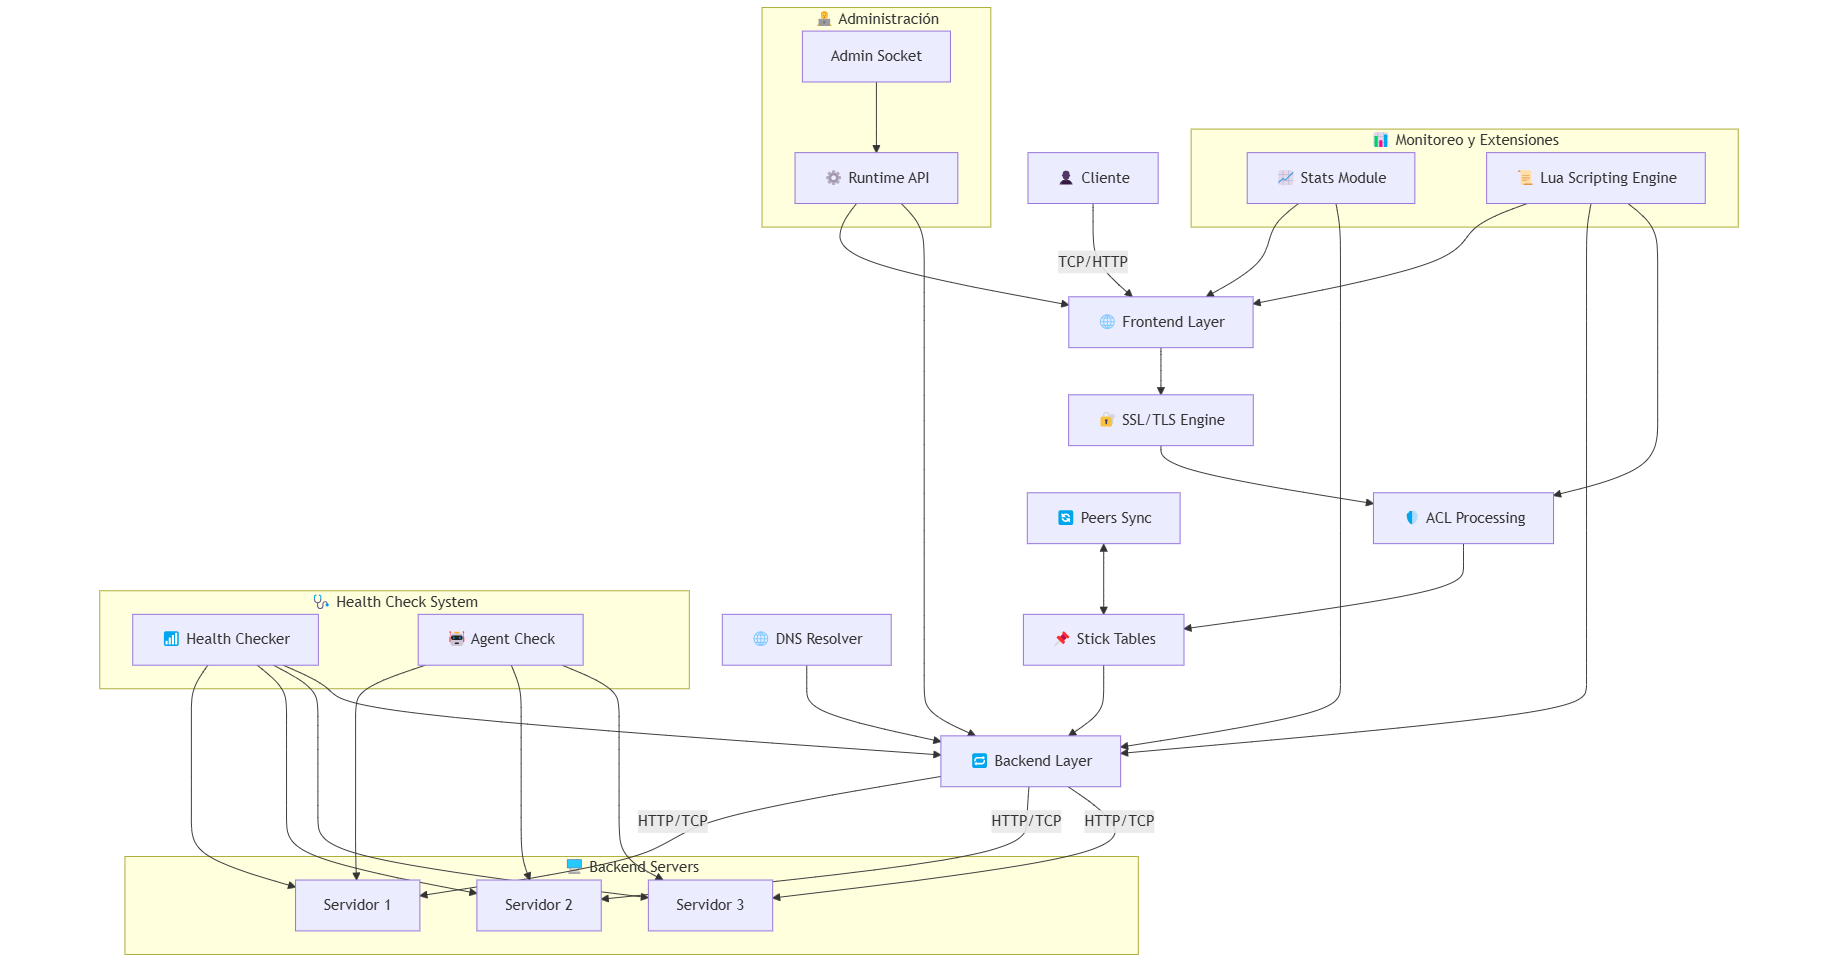 Administración
Admin Socket
Runtime API
Cliente
Monitoreo y Extensiones
Stats Module
Lua Scripting Engine
TCP/HTTP
Frontend Layer
SSL/TLS Engine
Peers Sync
ACL Processing
Health Check System
Health Checker
Agent Check
DNS Resolver
Stick Tables
Backend Layer
HTTP/TCP
HTTP/TCP
HTTP/TCP
Backend Servers
Servidor 1
Servidor 2
Servidor 3